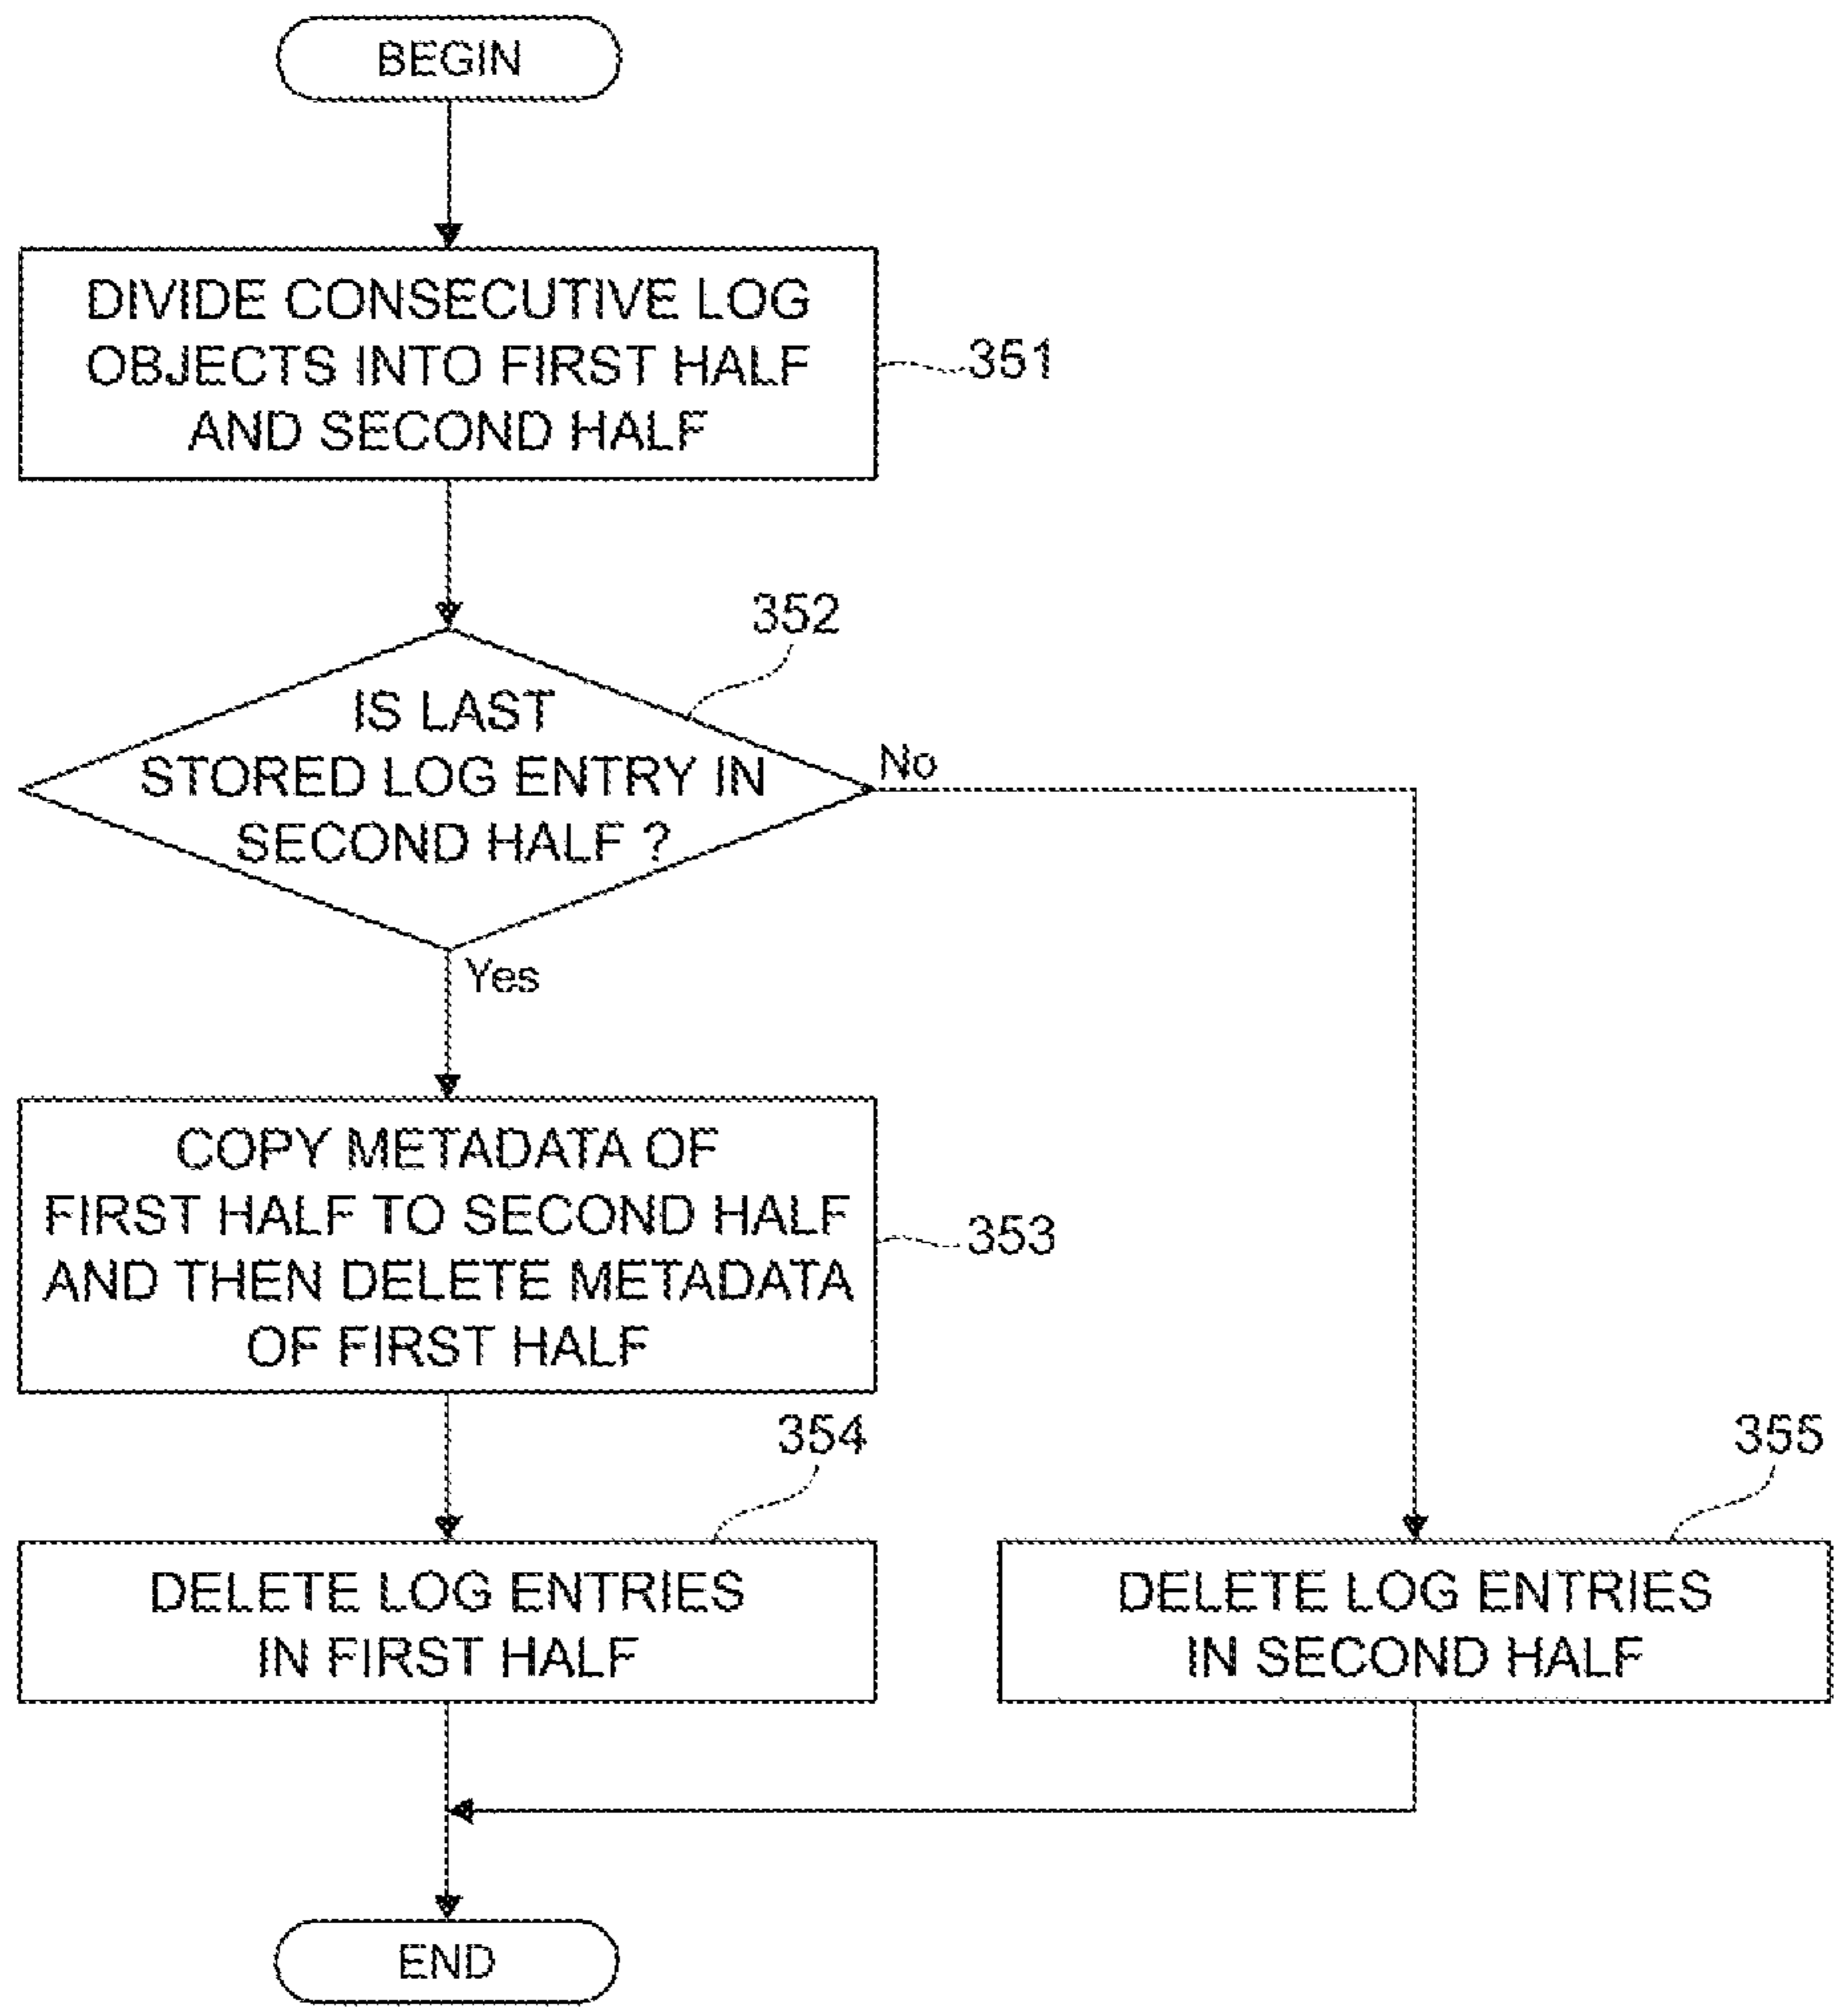 BEGIN
DIVIDE CONSECUTIVE LOG
OBJECTS INTO FIRST HALF
AND SECOND HALF
351
352
IS LAST
STORED LOG ENTRY IN
SECOND HALF ?
No
Yes
COPY METADATA OF
FIRST HALF TO SECOND HALF
AND THEN DELETE METADATA
OF FIRST HALF
353
354
355
DELETE LOG ENTRIES
IN FIRST HALF
DELETE LOG ENTRIES
IN SECOND HALF
END